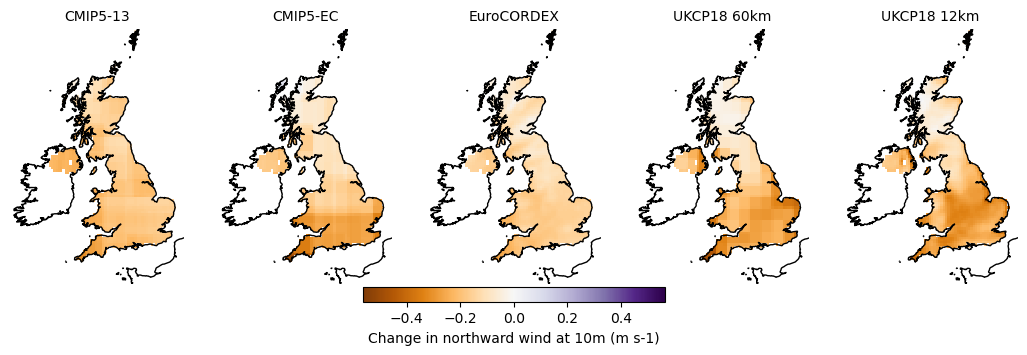 CMIP5-13 CMIP5-EC EuroCORDEX UKCP18 60km UKCP18 12km
−0.4 −0.2 0.0 0.2 0.4
Change in northward wind at 10m (m s-1)